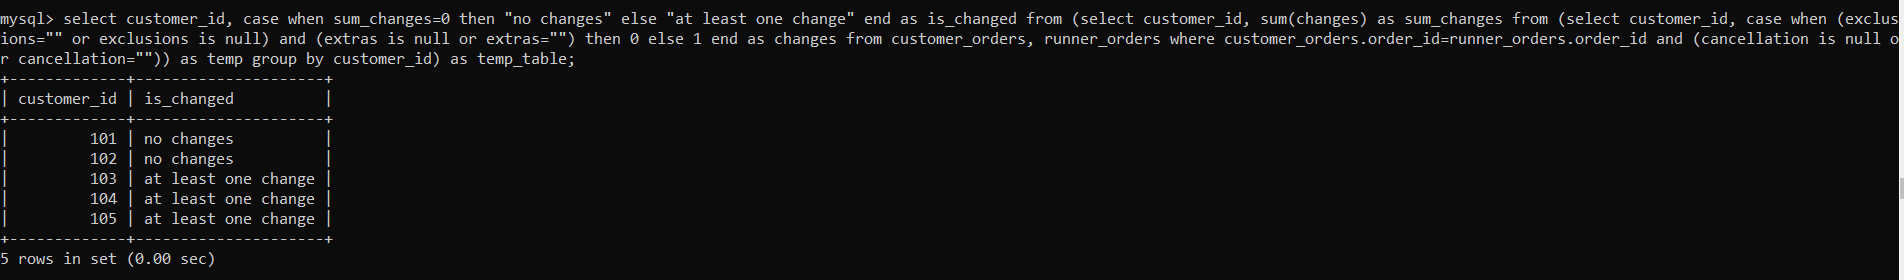 mysql> select customer_id, case when sum_changes=0 then "no changes" else "at least one change" end as is_changed from (select customer_id, sum(changes) as sum_changes from (select customer_id, case when (exclus
ions="" or exclusions is null) and (extras is null or extras="") then 0 else 1 end as changes from customer_orders, runner_orders where customer_orders.order_id=runner_orders.order_id and (cancellation is null o
r cancellation="")) as temp group by customer_id) as temp_table;
+-------------+---------------------+
| customer_id | is_changed          |
+-------------+---------------------+
|         101 | no changes          |
|         102 | no changes          |
|         103 | at least one change |
|         104 | at least one change |
|         105 | at least one change |
+-------------+---------------------+
5 rows in set (0.00 sec)